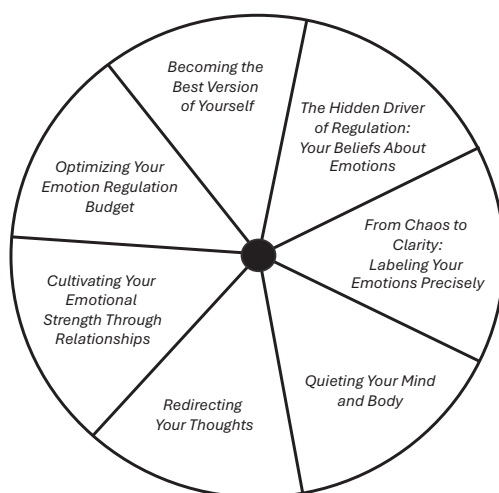 Becoming the
Best Version
of Yourself
The Hidden Driver
of Regulation:
Your Beliefs About
Emotions
From Chaos to
Clarity:
Labeling Your
Emotions Precisely
Quieting Your Mind
and Body
Redirecting
Your Thoughts
Cultivating Your
Emotional
Strength Through
Relationships
Optimizing Your
Emotion Regulation
Budget